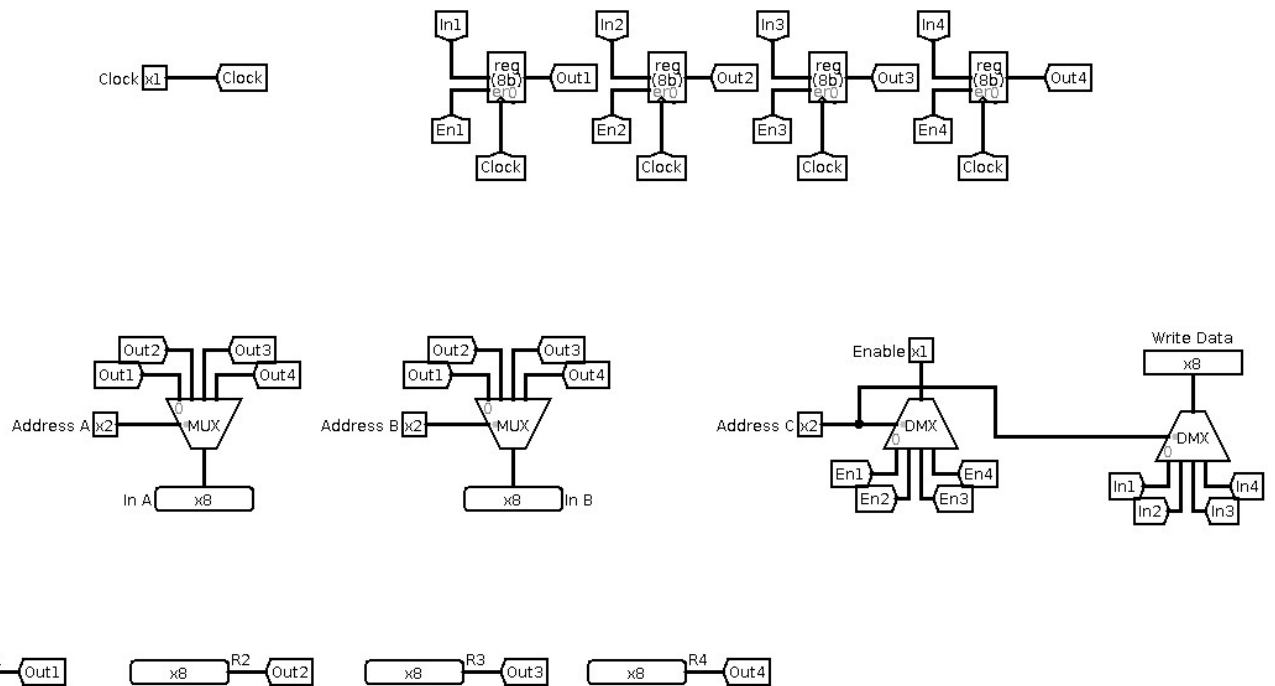 In1 In2 In3 In4
Clock x1 Clock
reg (8b) en0 Out1 reg (8b) en0 Out2 reg (8b) en0 Out3 reg (8b) en0 Out4
En1 En2 En3 En4
Clock Clock Clock Clock
Write Data
Out2 Out3 Out2 Out3 Enable x1 x8
Out1 Out4 Out1 Out4
0 0
Address A x2 MUX Address B x2 MUX Address C x2 DMX DMX
0 0
En1 En4 In1 In4
In A x8 x8 In B En2 En3 In2 In3
R2 R3 R4
Out1 x8 Out2 x8 Out3 x8 Out4